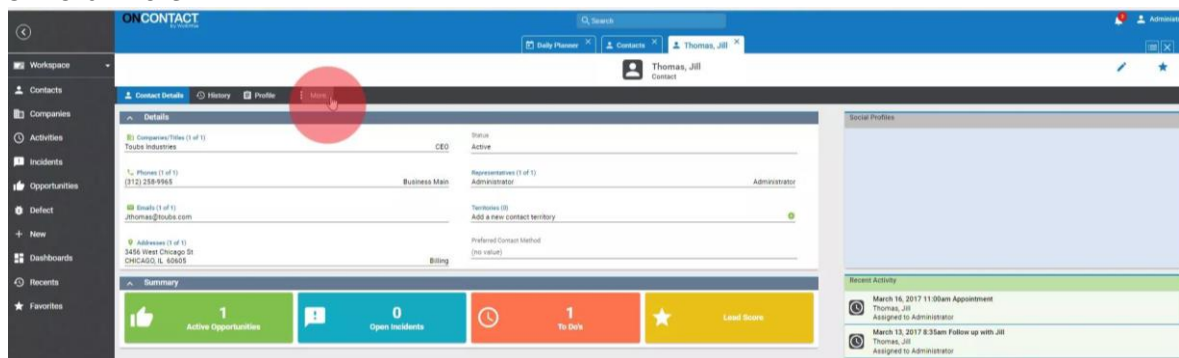 ONCONTACT
Search
Administ
Daily Planner
Contacts
Thomas, Jill
Thomas, Jill
Contact
Workspace
Contacts
Companies
Activities
Incidents
Opportunities
Defect
New
Dashboards
Recents
Favorites
Contact Details
History
Profile
More
Details
Companies/Titles (1 of 1)
Toubs Industries CEO
Phones (1 of 1)
(312) 258-9965 Business Main
Emails (1 of 1)
Jthomas@toubs.com
Addresses (1 of 1)
3456 West Chicago St
CHICAGO, IL 60605 Billing
Status
Active
Representatives (1 of 1)
Administrator Administrator
Territories (0)
Add a new contact territory
Preferred Contact Method
(no value)
Summary
1
Active Opportunities
0
Open Incidents
1
To Do's
Lead Score
Social Profiles
Recent Activity
March 16, 2017 11:00am Appointment
Thomas, Jill
Assigned to Administrator
March 13, 2017 8:35am Follow up with Jill
Thomas, Jill
Assigned to Administrator